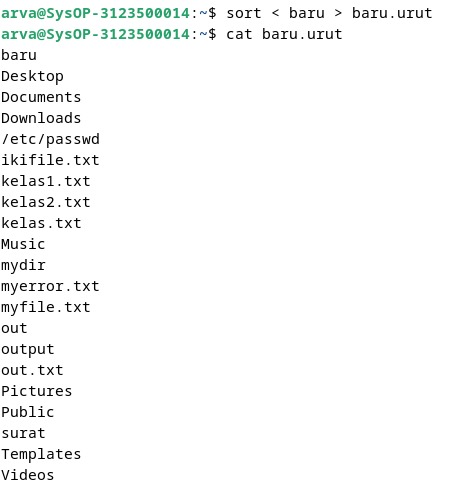 arva@SysOP-3123500014:~$ sort < baru > baru.urut
arva@SysOP-3123500014:~$ cat baru.urut
baru
Desktop
Documents
Downloads
/etc/passwd
ikifile.txt
kelas1.txt
kelas2.txt
kelas.txt
Music
mydir
myerror.txt
myfile.txt
out
output
out.txt
Pictures
Public
surat
Templates
Videos